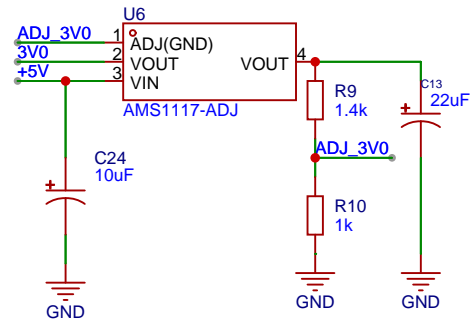 U6
ADJ_3V0
3V0
+5V
1
2
3
ADJ(GND)
VOUT
VIN
VOUT
4
AMS1117-ADJ
R9
1.4k
C13
22uF
+
ADJ_3V0
C24
10uF
+
R10
1k
GND
GND
GND